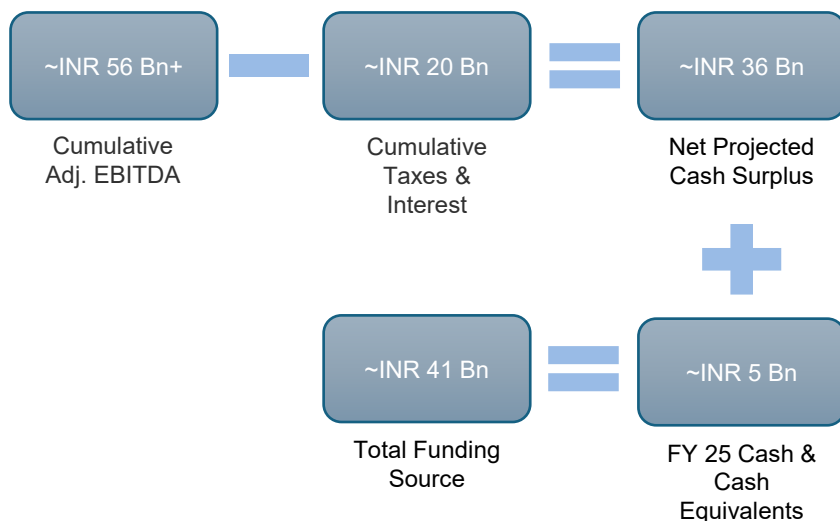 ~INR 56 Bn+
Cumulative
Adj. EBITDA
~INR 20 Bn
Cumulative
Taxes &
Interest
~INR 36 Bn
Net Projected
Cash Surplus
~INR 41 Bn
Total Funding
Source
~INR 5 Bn
FY 25 Cash &
Cash
Equivalents